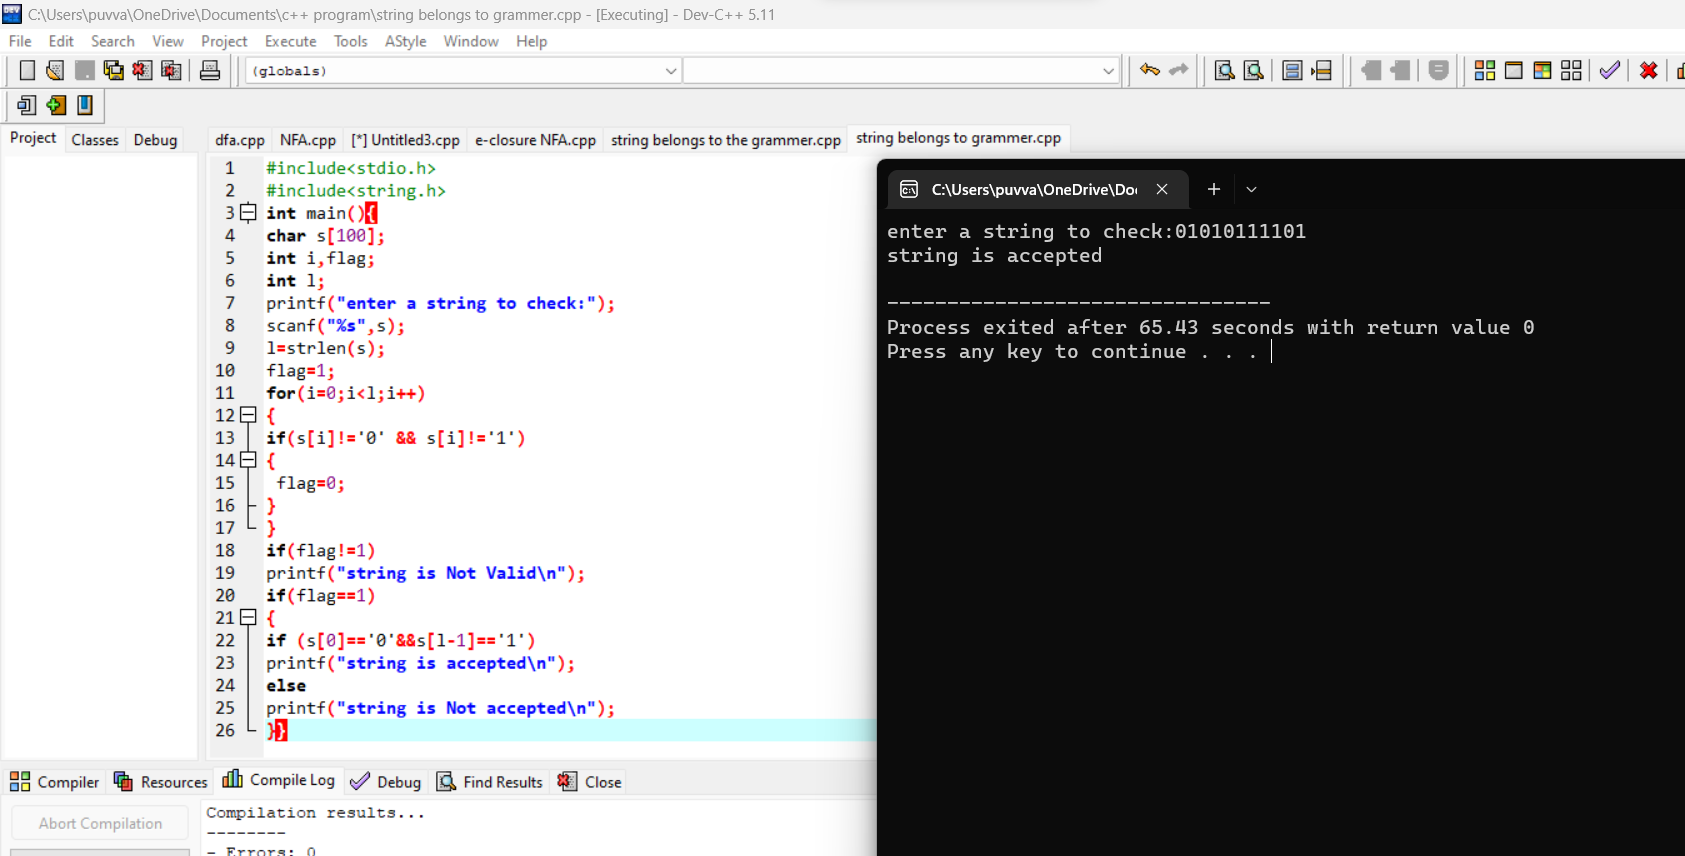 C:\Users\puvva\OneDrive\Documents\c++ program\string belongs to grammer.cpp - [Executing] - Dev-C++ 5.11
File Edit Search View Project Execute Tools AStyle Window Help
(globals)
Project Classes Debug
dfa.cpp NFA.cpp [*] Untitled3.cpp e-closure NFA.cpp string belongs to the grammer.cpp string belongs to grammer.cpp
1 #include<stdio.h>
2 #include<string.h>
3 int main(){
4 char s[100];
5 int i,flag;
6 int l;
7 printf("enter a string to check:");
8 scanf("%s",s);
9 l=strlen(s);
10 flag=1;
11 for(i=0;i<l;i++)
12 {
13 if(s[i]!='0' && s[i]!='1')
14 {
15 flag=0;
16 }
17 }
18 if(flag!=1)
19 printf("string is Not Valid\n");
20 if(flag==1)
21 {
22 if (s[0]=='0'&&s[l-1]=='1')
23 printf("string is accepted\n");
24 else
25 printf("string is Not accepted\n");
26 }}
C:\Users\puvva\OneDrive\Do
enter a string to check:01010111101
string is accepted
--------------------------------
Process exited after 65.43 seconds with return value 0
Press any key to continue . . .
Compiler Resources Compile Log Debug Find Results Close
Abort Compilation
Compilation results...
--------
- Errors: 0